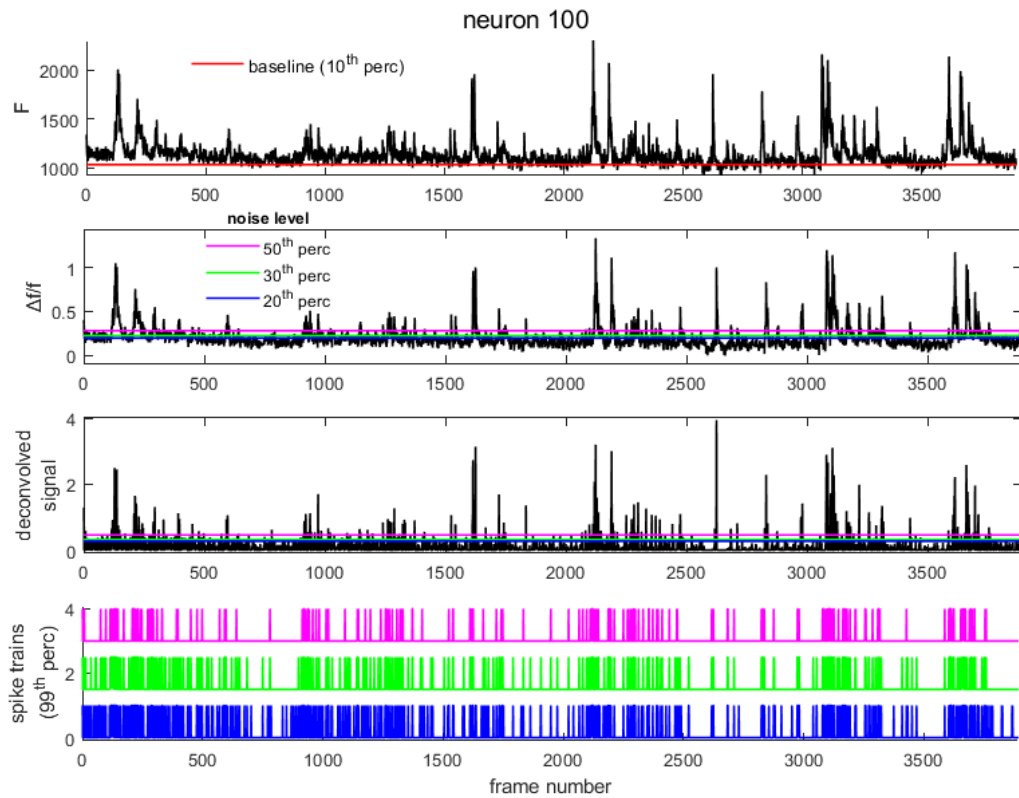 neuron 100
F
2000
1500
1000
baseline (10th perc)
0 500 1000 1500 2000 2500 3000 3500
noise level
Δf/f
1
0.5
0
50th perc
30th perc
20th perc
0 500 1000 1500 2000 2500 3000 3500
deconvolved
signal
4
2
0
0 500 1000 1500 2000 2500 3000 3500
spike trains
(99th perc)
4
2
0
0 500 1000 1500 2000 2500 3000 3500
frame number